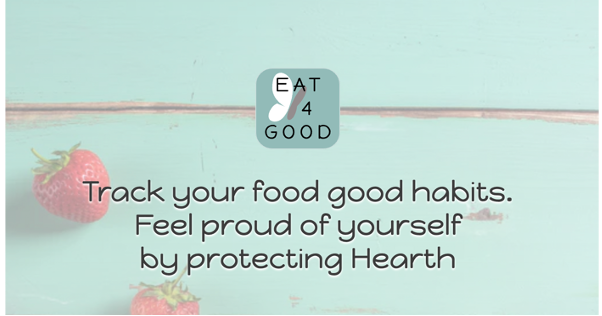 EAT
4
GOOD
Track your food good habits.
Feel proud of yourself
by protecting Hearth